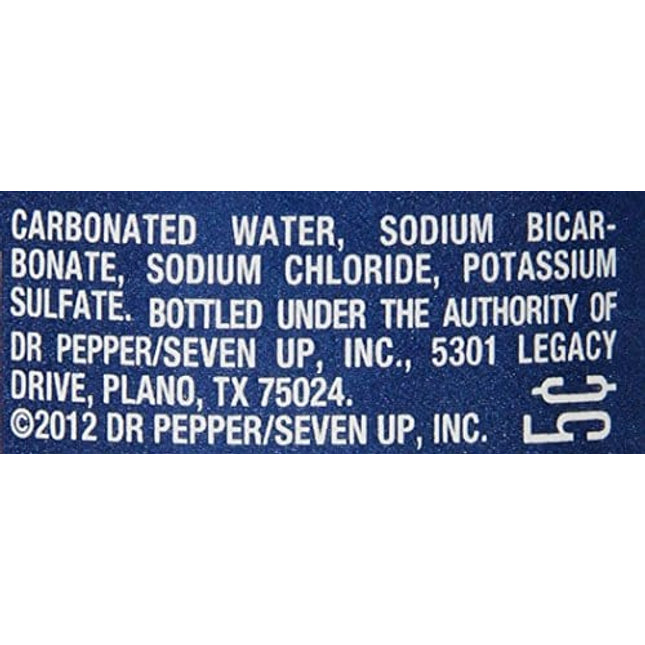 CARBONATED WATER, SODIUM BICAR-
BONATE, SODIUM CHLORIDE, POTASSIUM
SULFATE. BOTTLED UNDER THE AUTHORITY OF
DR PEPPER/SEVEN UP, INC., 5301 LEGACY
DRIVE, PLANO, TX 75024.
©2012 DR PEPPER/SEVEN UP, INC.
5¢